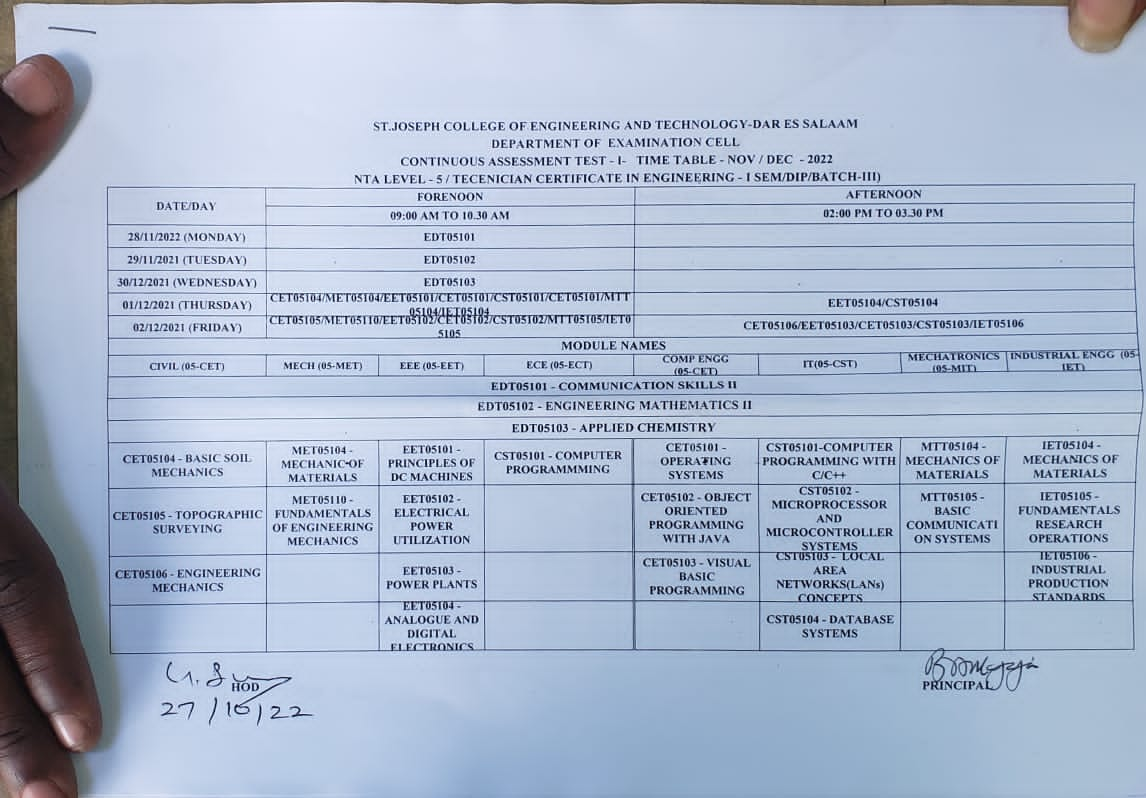 ST.JOSEPH COLLEGE OF ENGINEERING AND TECHNOLOGY-DAR ES SALAAM
DEPARTMENT OF EXAMINATION CELL
CONTINUOUS ASSESSMENT TEST - I- TIME TABLE - NOV / DEC - 2022
NTA LEVEL - 5 / TECENICIAN CERTIFICATE IN ENGINEERING - I SEM/DIP/BATCH-III)
DATE/DAY FORENOON AFTERNOON
09:00 AM TO 10.30 AM 02:00 PM TO 03.30 PM
28/11/2022 (MONDAY) EDT05101
29/11/2021 (TUESDAY) EDT05102
30/12/2021 (WEDNESDAY) EDT05103
01/12/2021 (THURSDAY) CET05104/MET05104/EET05101/CET05101/CST05101/CET05101/MTT EET05104/CST05104
05104/IET05104
02/12/2021 (FRIDAY) CET05105/MET05110/EET05102/CET05102/CST05102/MTT05105/IET0 CET05106/EET05103/CET05103/CST05103/IET05106
5105
MODULE NAMES
CIVIL (05-CET) MECH (05-MET) EEE (05-EET) ECE (05-ECT) COMP ENGG (05-CET) IT(05-CST) MECHATRONICS (05-MIT) INDUSTRIAL ENGG (05-IET)
EDT05101 - COMMUNICATION SKILLS II
EDT05102 - ENGINEERING MATHEMATICS II
EDT05103 - APPLIED CHEMISTRY
CET05104 - BASIC SOIL
MECHANICS
MET05104 -
MECHANIC OF
MATERIALS
EET05101 -
PRINCIPLES OF
DC MACHINES
CST05101 - COMPUTER
PROGRAMMMING
CET05101 -
OPERATING
SYSTEMS
CST05101-COMPUTER
PROGRAMMING WITH
C/C++
MTT05104 -
MECHANICS OF
MATERIALS
IET05104 -
MECHANICS OF
MATERIALS
CET05105 - TOPOGRAPHIC
SURVEYING
MET05110 -
FUNDAMENTALS
OF ENGINEERING
MECHANICS
EET05102 -
ELECTRICAL
POWER
UTILIZATION
CET05102 - OBJECT
ORIENTED
PROGRAMMING
WITH JAVA
CST05102 -
MICROPROCESSOR
AND
MICROCONTROLLER
SYSTEMS
MTT05105 -
BASIC
COMMUNICATI
ON SYSTEMS
IET05105 -
FUNDAMENTALS
RESEARCH
OPERATIONS
CET05106 - ENGINEERING
MECHANICS
EET05103 -
POWER PLANTS
CET05103 - VISUAL
BASIC
PROGRAMMING
CST05103 - LOCAL
AREA
NETWORKS(LANs)
CONCEPTS
IET05106 -
INDUSTRIAL
PRODUCTION
STANDARDS
EET05104 -
ANALOGUE AND
DIGITAL
ELECTRONICS
CST05104 - DATABASE
SYSTEMS
HOD
27/10/22
PRINCIPAL